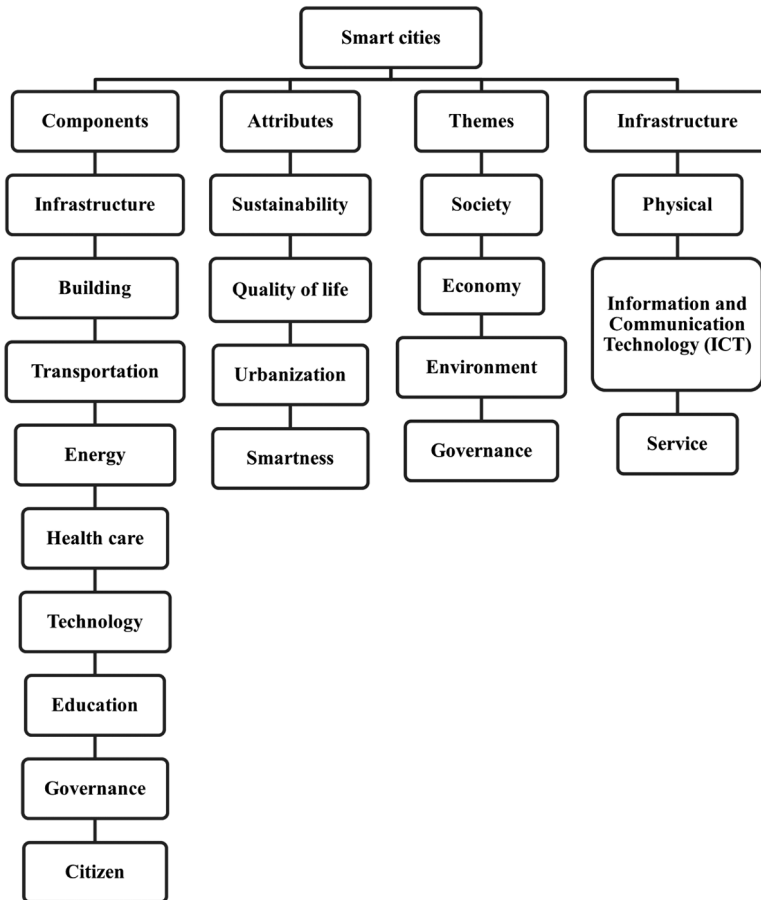 Smart cities
Components
Attributes
Themes
Infrastructure
Infrastructure
Sustainability
Society
Physical
Building
Quality of life
Economy
Information and
Communication
Technology (ICT)
Transportation
Urbanization
Environment
Energy
Smartness
Governance
Service
Health care
Technology
Education
Governance
Citizen